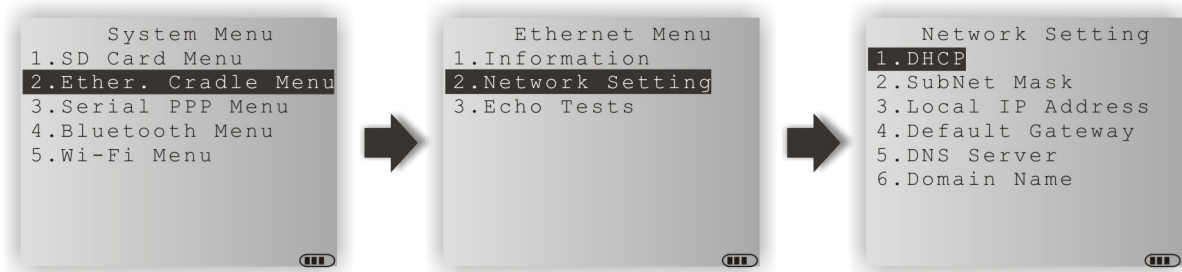 System Menu
1.SD Card Menu
2.Ether. Cradle Menu
3.Serial PPP Menu
4.Bluetooth Menu
5.Wi-Fi Menu
Ethernet Menu
1.Information
2.Network Setting
3.Echo Tests
Network Setting
1.DHCP
2.SubNet Mask
3.Local IP Address
4.Default Gateway
5.DNS Server
6.Domain Name